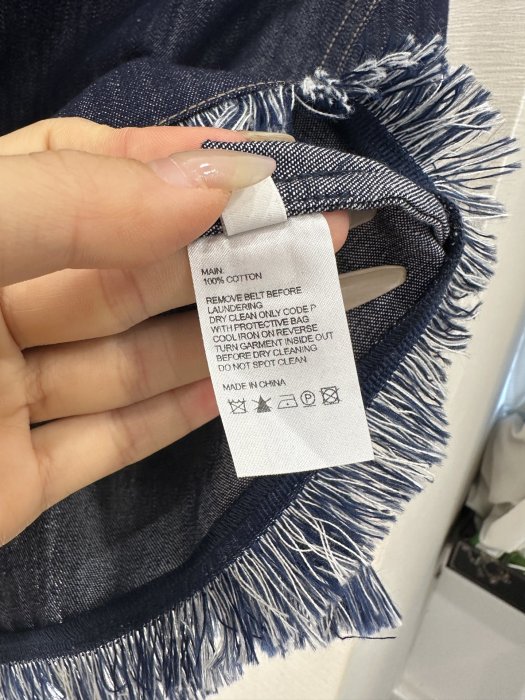 MAIN:
100% COTTON
REMOVE BELT BEFORE
LAUNDERING
DRY CLEAN ONLY CODE P
WITH PROTECTIVE BAG
COOL IRON ON REVERSE
TURN GARMENT INSIDE OUT
BEFORE DRY CLEANING
DO NOT SPOT CLEAN.
MADE IN CHINA
P